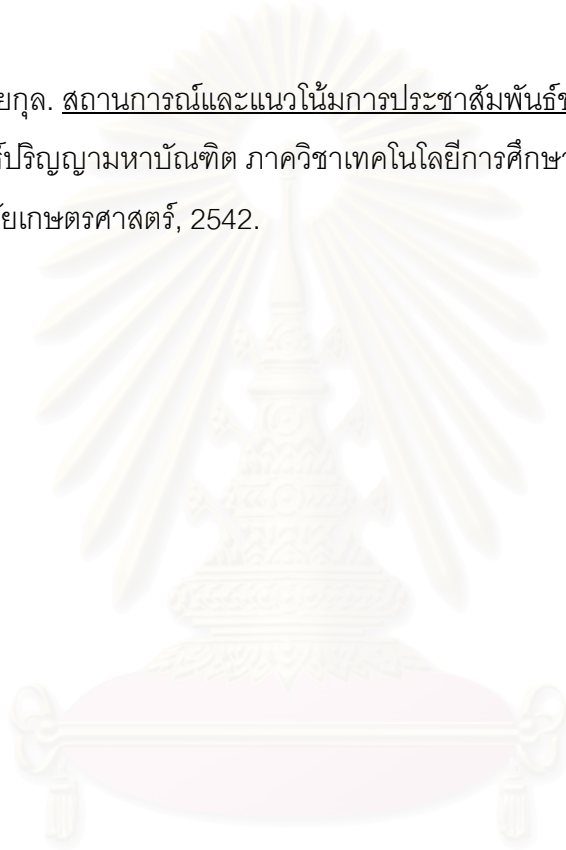 ยกุล. สถานการณ์และแนวโน้มการประชาสัมพันธ์ข
ธ์ปริญญามหาบัณฑิต ภาควิชาเทคโนโลยีการศึกษา
ัยเกษตรศาสตร์, 2542.